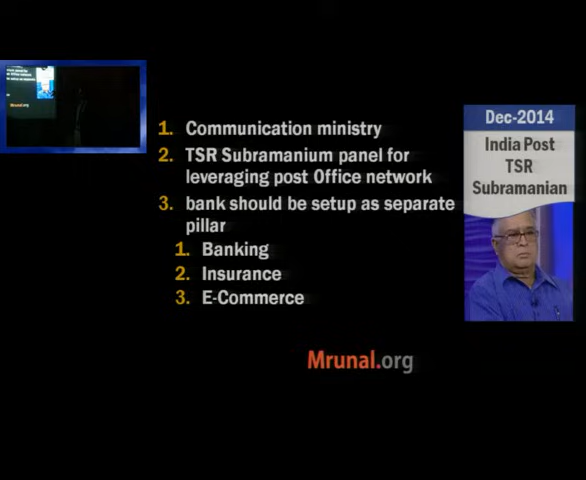 1. Communication ministry
2. TSR Subramanium panel for
leveraging post Office network
3. bank should be setup as separate
pillar
1. Banking
2. Insurance
3. E-Commerce
Dec-2014
India Post
TSR
Subramanian
Mrunal.org